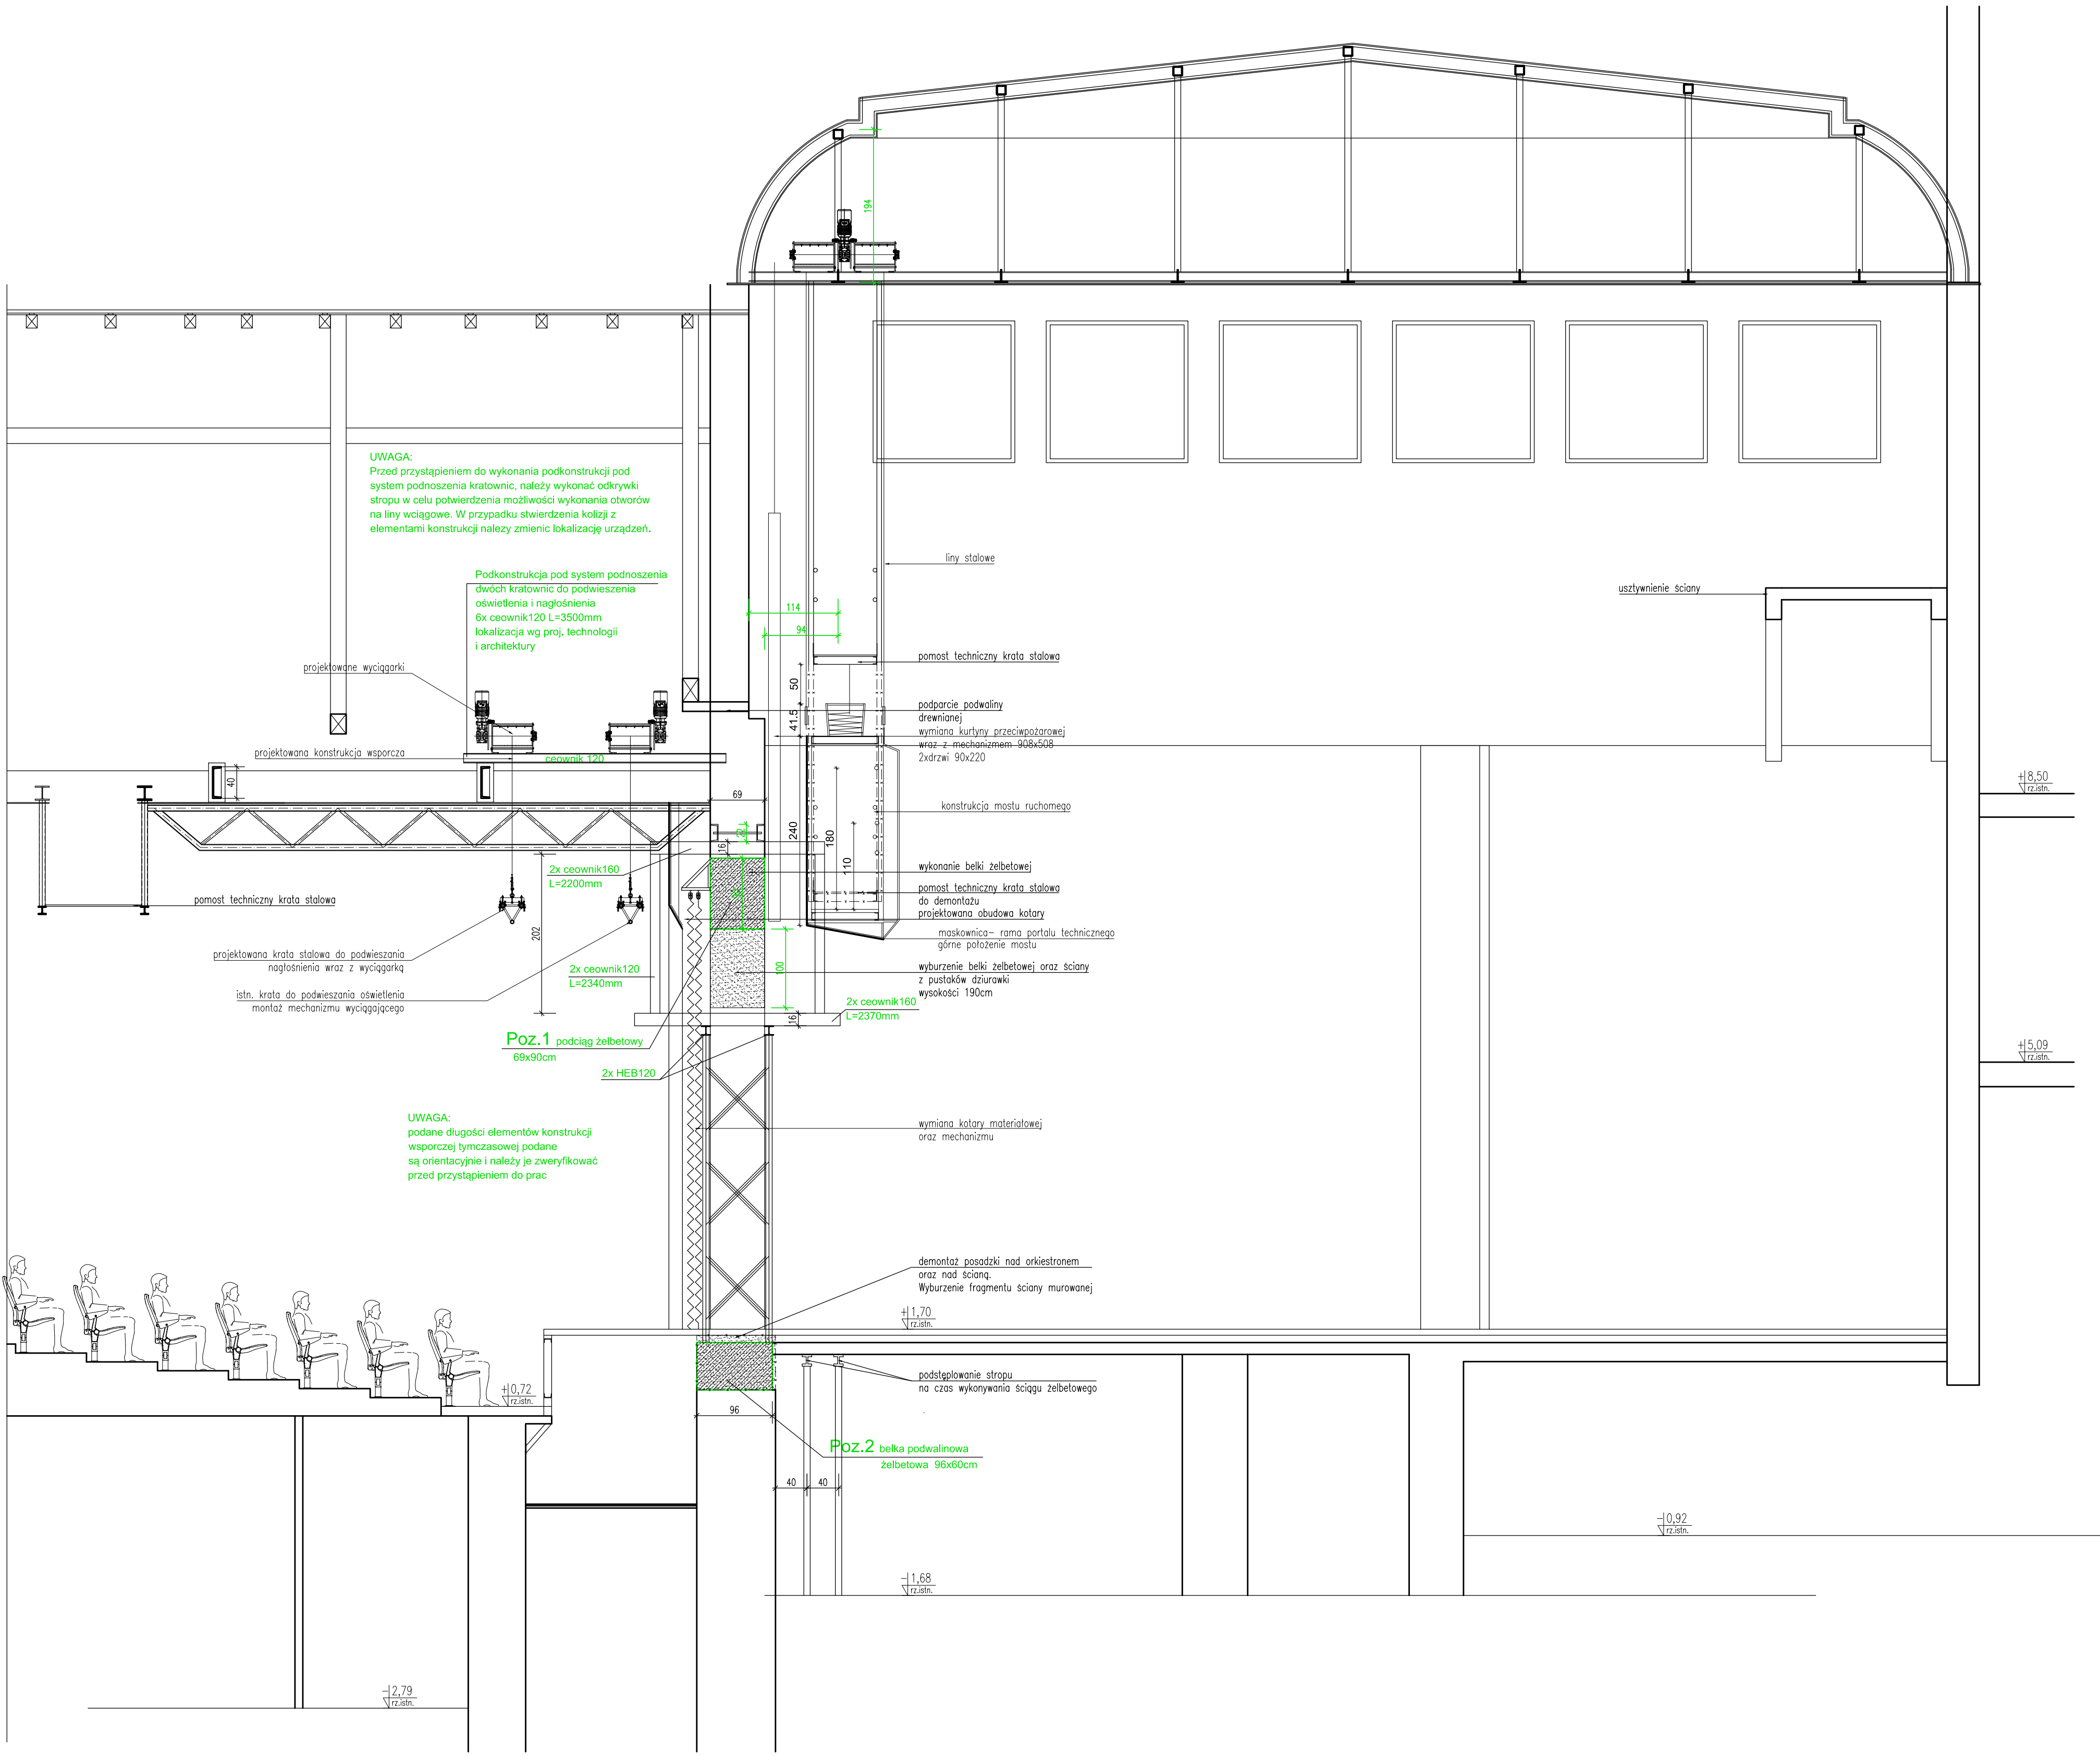 194
UWAGA:
Przed przystąpieniem do wykonania podkonstrukcji pod
system podnoszenia kratownic, należy wykonać odkrywki
stropu w celu potwierdzenia możliwości wykonania otworów
na liny wciągowe. W przypadku stwierdzenia kolizji z
elementami konstrukcji nalezy zmienic lokalizację urządzeń.
Podkonstrukcja pod system podnoszenia
dwóch kratownic do podwieszenia
oświetlenia i nagłośnienia
6x ceownik120 L=3500mm
lokalizacja wg proj. technologii
i architektury
projektowane wyciągarki
projektowana konstrukcja wsporcza
ceownik 120
40
liny stalowe
114
94
usztywnienie ściany
pomost techniczny krata stalowa
50
41.5
podparcie podwaliny
drewnianej
wymiana kurtyny przeciwpożarowej
wraz z mechanizmem 908x508
2xdrzwi 90x220
+8,50
rz.istn.
69
22
16
240
180
110
konstrukcja mostu ruchomego
wykonanie belki żelbetowej
2x ceownik160
L=2200mm
pomost techniczny krata stalowa
do demontażu
projektowana obudowa kotary
maskownica– rama portalu technicznego
górne położenie mostu
pomost techniczny krata stalowa
202
projektowana krata stalowa do podwieszania
nagłośnienia wraz z wyciągarką
2x ceownik120
L=2340mm
100
wyburzenie belki żelbetowej oraz ściany
z pustaków dziurawki
wysokości 190cm
istn. krata do podwieszania oświetlenia
montaż mechanizmu wyciągającego
2x ceownik160
L=2370mm
16
Poz.1 podciąg żelbetowy
69x90cm
+5,09
rz.istn.
2x HEB120
UWAGA:
podane długości elementów konstrukcji
wsporczej tymczasowej podane
są orientacyjnie i należy je zweryfikować
przed przystąpieniem do prac
wymiana kotary materiałowej
oraz mechanizmu
demontaż posadzki nad orkiestronem
oraz nad ścianą.
Wyburzenie fragmentu ściany murowanej
+1,70
rz.istn.
+0,72
rz.istn.
podstęplowanie stropu
na czas wykonywania ściągu żelbetowego
96
Poz.2 belka podwalinowa
żelbetowa 96x60cm
40
40
−0,92
rz.istn.
−1,68
rz.istn.
−2,79
rz.istn.